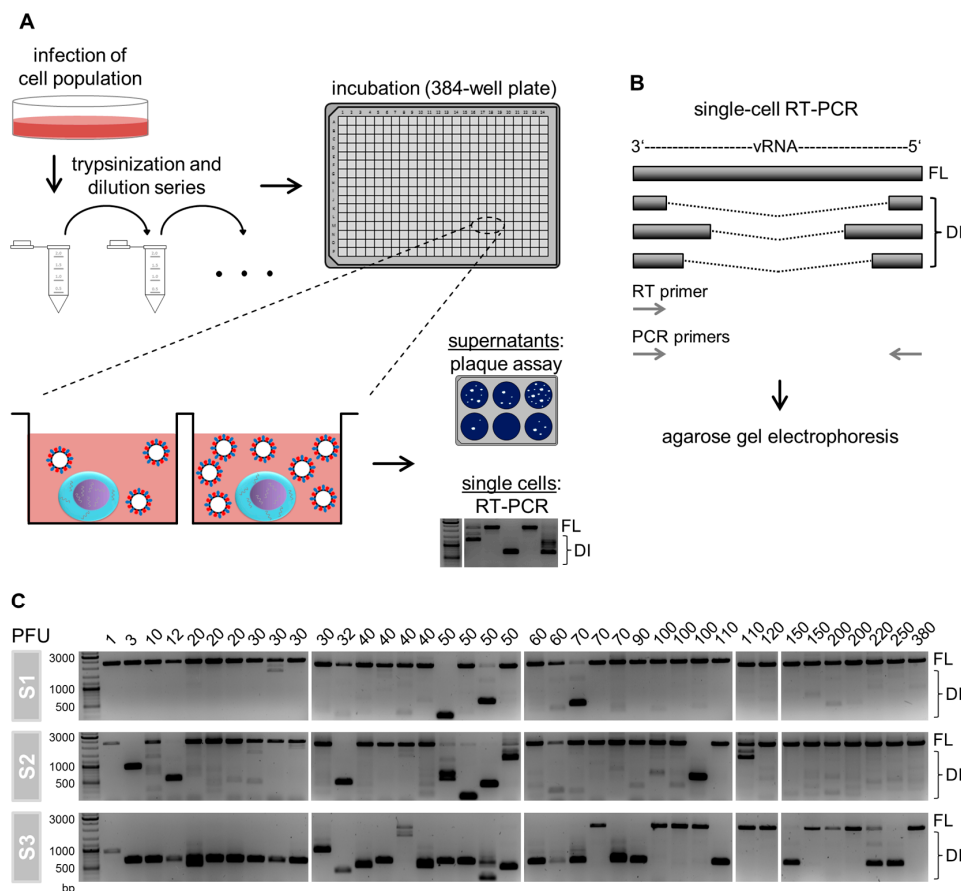 A
infection of
cell population
trypsinization and
dilution series
incubation (384-well plate)
supernatants:
plaque assay
single cells:
RT-PCR
FL
DI
B
single-cell RT-PCR
3'--------------------vRNA------------------5'
FL
DI
RT primer
PCR primers
agarose gel electrophoresis
C
PFU 1 3 10 12 20 20 20 30 30 30 30 32 40 40 40 40 50 50 50 50 60 60 70 70 70 90 100 100 100 110 110 120 150 150 200 200 220 250 380
S1
3000
1000
500
FL
DI
S2
3000
1000
500
FL
DI
S3
1000
500
bp
FL
DI